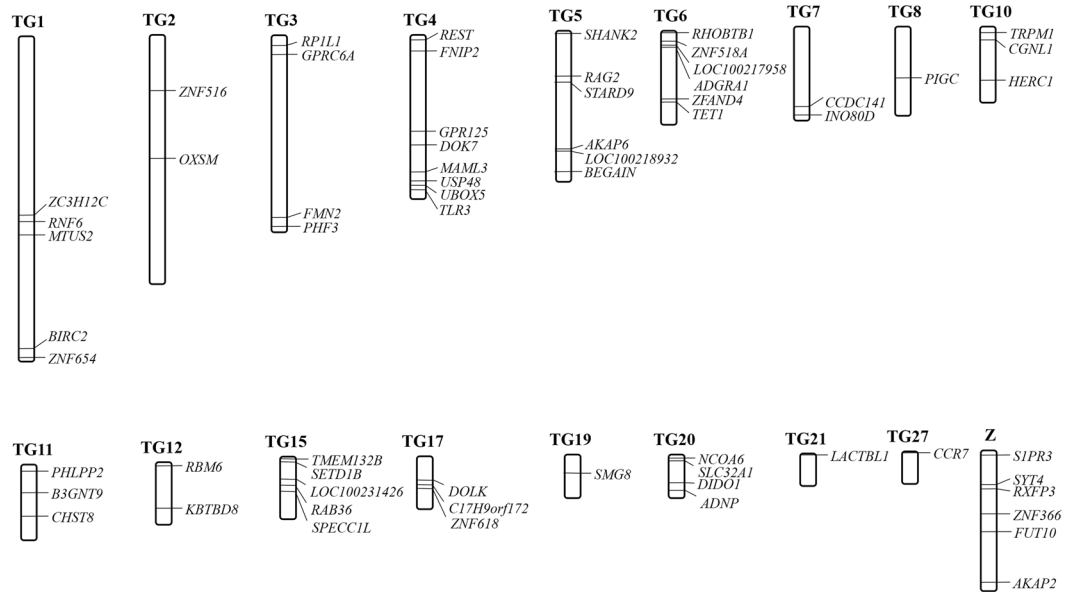 TG1
ZC3H12C
RNF6
MTUS2
BIRC2
ZNF654
TG2
ZNF516
OXSM
TG3
RP1L1
GPRC6A
FMN2
PHF3
TG4
REST
FNIP2
GPR125
DOK7
MAML3
USP48
UBOX5
TLR3
TG5
SHANK2
RAG2
STARD9
AKAP6
LOC100218932
BEGAIN
TG6
RHOBTB1
ZNF518A
LOC100217958
ADGRA1
ZFAND4
TET1
TG7
CCDC141
INO80D
TG8
PIGC
TG10
TRPM1
CGNL1
HERC1
TG11
PHLPP2
B3GNT9
CHST8
TG12
RBM6
KBTBD8
TG15
TMEM132B
SETD1B
LOC100231426
RAB36
SPECC1L
TG17
DOLK
C17H9orf172
ZNF618
TG19
SMG8
TG20
NCOA6
SLC32A1
DIDO1
ADNP
TG21
LACTBL1
TG27
CCR7
Z
S1PR3
SYT4
RXFP3
ZNF366
FUT10
AKAP2